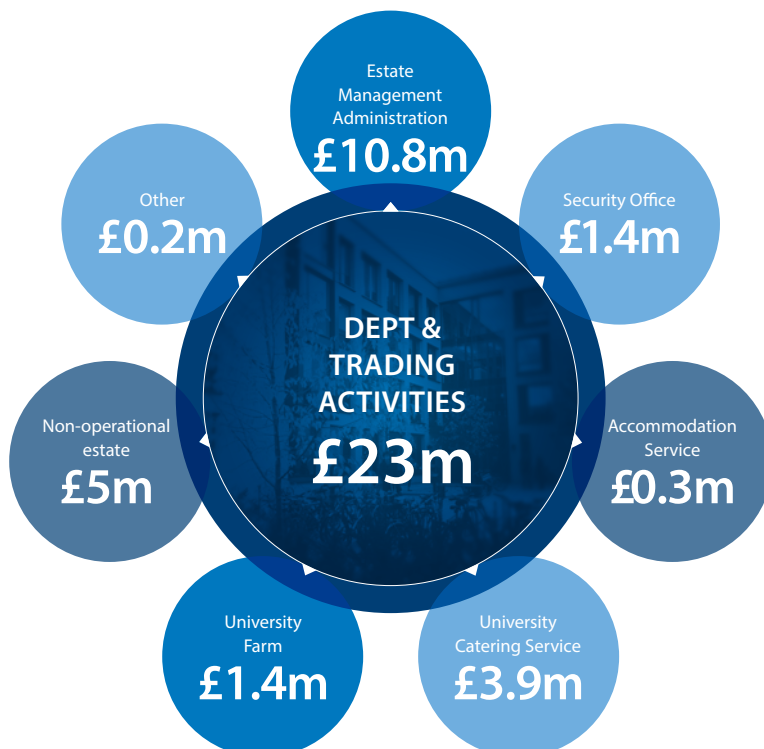 Estate
Management
Administration
£10.8m
Security Office
£1.4m
Accommodation
Service
£0.3m
University
Catering Service
£3.9m
University
Farm
£1.4m
Non-operational
estate
£5m
Other
£0.2m
DEPT &
TRADING
ACTIVITIES
£23m